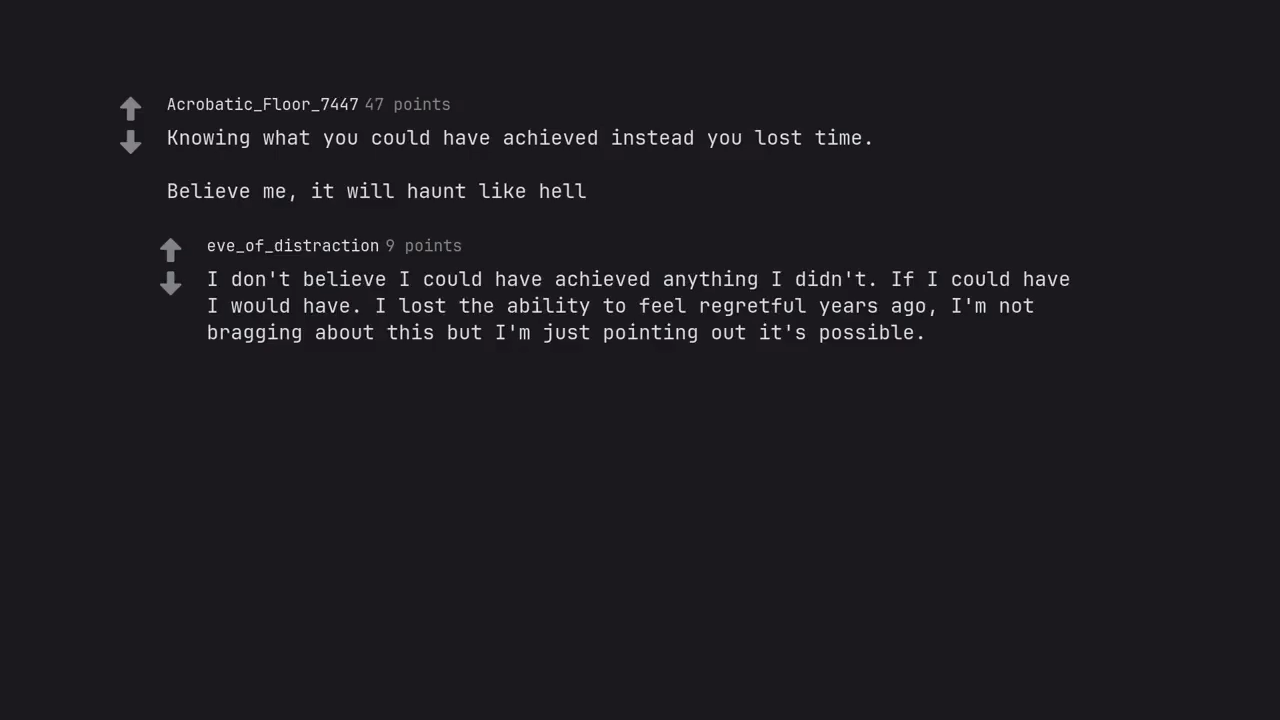 Acrobatic_Floor_7447 47 points
Knowing what you could have achieved instead you lost time.
Believe me, it will haunt like hell
eve_of_distraction 9 points
I don't believe I could have achieved anything I didn't. If I could have
I would have. I lost the ability to feel regretful years ago, I'm not
bragging about this but I'm just pointing out it's possible.